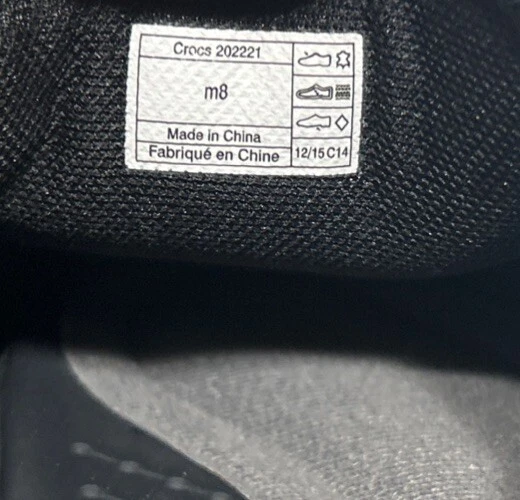 Crocs 202221
m8
Made in China
Fabriqué en Chine
12/15C14